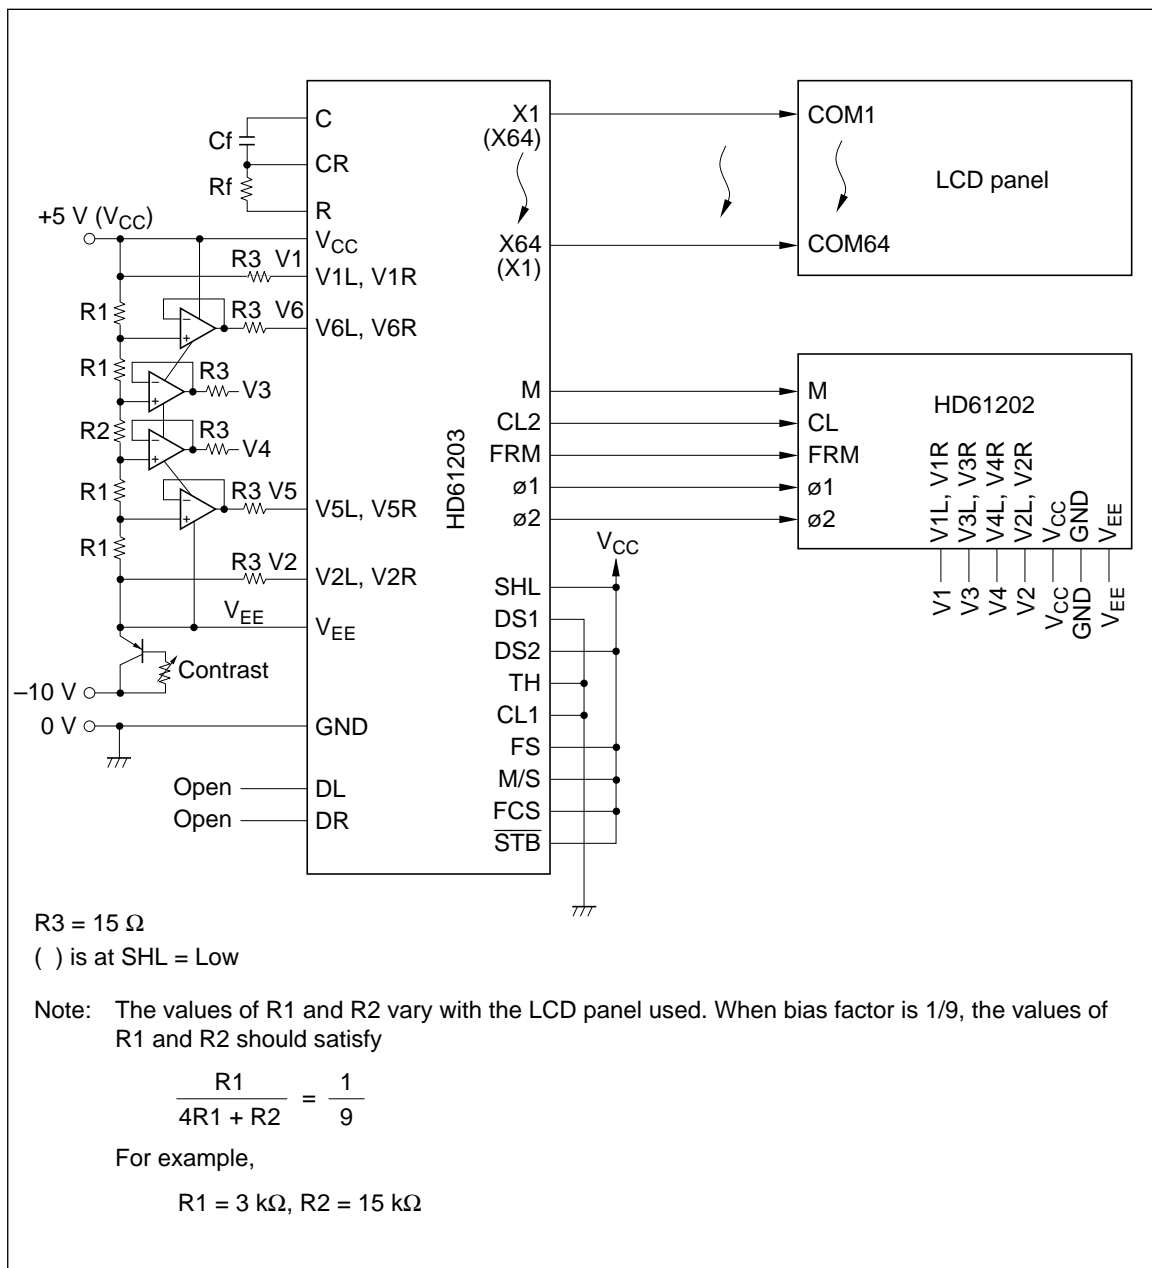 C
CR
R
Cf
Rf
+5 V (VCC)
VCC
R3 V1
V1L, V1R
R1
R3 V6
V6L, V6R
R1
R3
V3
R2
R3
V4
R1
R3 V5
V5L, V5R
R1
R3 V2
V2L, V2R
VEE
VEE
Contrast
–10 V
0 V
GND
Open
DL
Open
DR
HD61203
X1
(X64)
X64
(X1)
M
CL2
FRM
ø1
ø2
VCC
SHL
DS1
DS2
TH
CL1
FS
M/S
FCS
STB
COM1
LCD panel
COM64
M
CL
FRM
ø1
ø2
HD61202
V1L, V1R
V3L, V3R
V4L, V4R
V2L, V2R
VCC
GND
VEE
V1
V3
V4
V2
VCC
GND
VEE
+
–
+
–
+
–
+
–
R3 = 15 Ω
( ) is at SHL = Low
Note: The values of R1 and R2 vary with the LCD panel used. When bias factor is 1/9, the values of
R1 and R2 should satisfy
R1
4R1 + R2
=
1
9
For example,
R1 = 3 kΩ, R2 = 15 kΩ